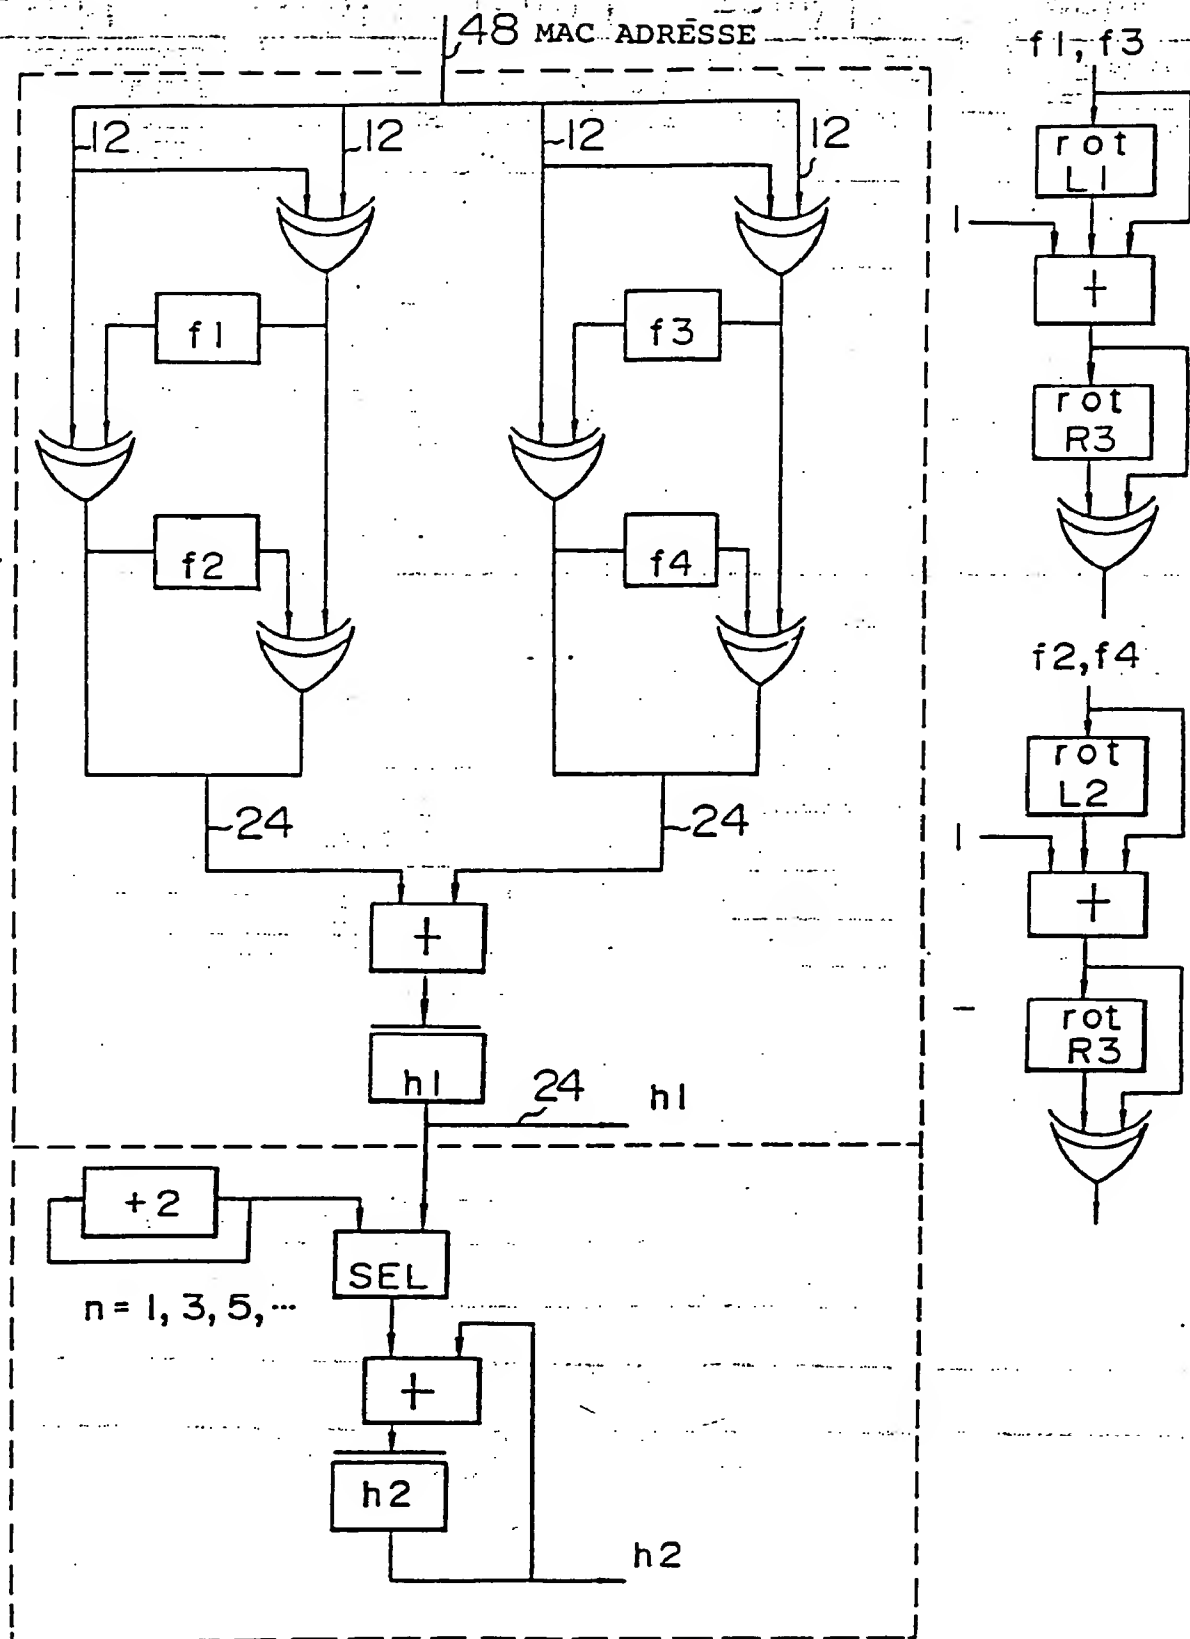 48 MAC ADRESSE
12
12
12
12
f1
f3
f2
f4
24
24
+
h1
24
h1
+2
SEL
n = 1, 3, 5, ...
+
h2
h2
f1, f3
rot
L1
1
+
rot
R3
f2, f4
rot
L2
1
+
rot
R3